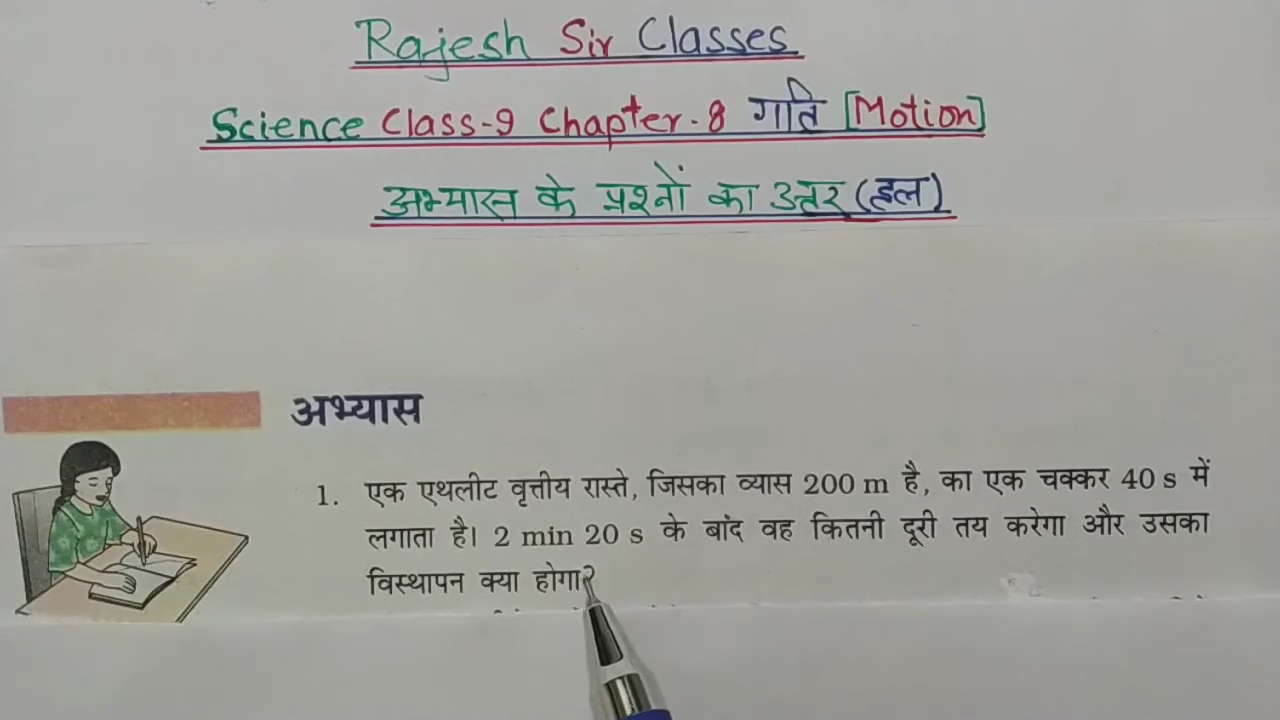 Rajesh Sir Classes
Science Class-9 Chapter-8 गति [Motion]
अभ्यास के प्रश्नों का उत्तर (हल)
अभ्यास
1. एक एथलीट वृत्तीय रास्ते, जिसका व्यास 200 m है, का एक चक्कर 40 s में
लगाता है। 2 min 20 s के बांद वह कितनी दूरी तय करेगा और उसका
विस्थापन क्या होगा?